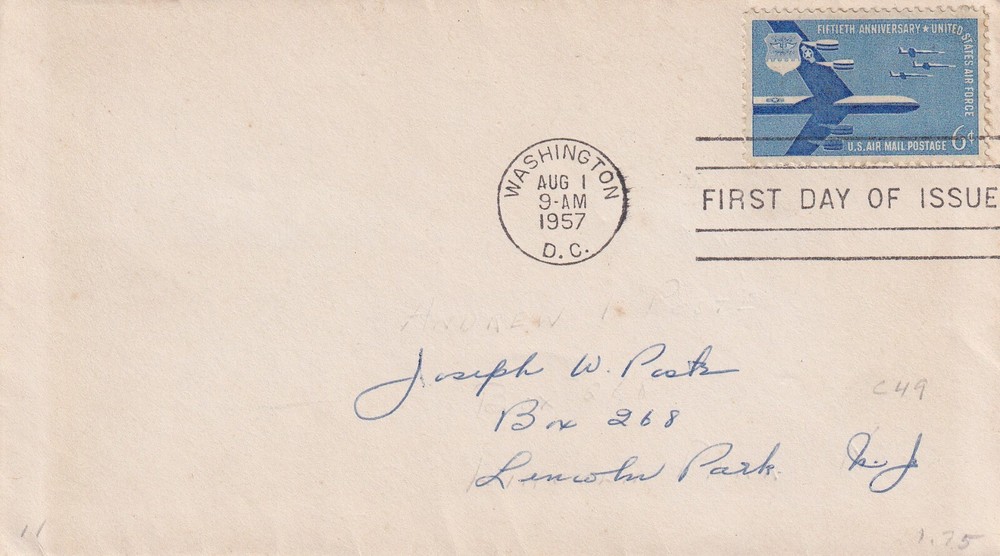 FIFTIETH ANNIVERSARY ★ UNITED STATES AIR FORCE
U.S. AIR MAIL POSTAGE 6¢
WASHINGTON
AUG 1
9-AM
1957
D.C.
FIRST DAY OF ISSUE
Joseph W. Posts
Box 268
Lincoln Park N.J
C49
11
1.75